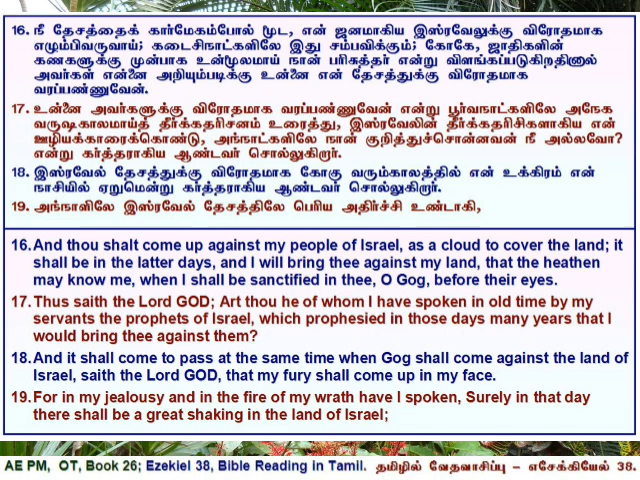 16. நீ தேசத்தைக் கார்மேகம்போல் மூட, என் ஜனமாகிய இஸ்ரவேலுக்கு விரோதமாக
எழும்பிவருவாய்; கடைசிநாட்களிலே இது சம்பவிக்கும்; கோகே, ஜாதிகளின்
கண்களுக்கு முன்பாக உன்மூலமாய் நான் பரிசுத்தர் என்று விளங்கப்படுகிறதினால்
அவர்கள் என்னை அறியும்படிக்கு உன்னை என் தேசத்துக்கு விரோதமாக
வரப்பண்ணுவேன்.
17. உன்னை அவர்களுக்கு விரோதமாக வரப்பண்ணுவேன் என்று பூர்வநாட்களிலே அநேக
வருஷகாலமாய்த் தீர்க்கதரிசனம் உரைத்து, இஸ்ரவேலின் தீர்க்கதரிசிகளாகிய என்
ஊழியக்காரைக்கொண்டு, அந்நாட்களிலே நான் குறித்துச்சொன்னவன் நீ அல்லவோ?
என்று கர்த்தராகிய ஆண்டவர் சொல்லுகிறார்.
18. இஸ்ரவேல் தேசத்துக்கு விரோதமாக கோகு வரும்காலத்தில் என் உக்கிரம் என்
நாசியில் ஏறுமென்று கர்த்தராகிய ஆண்டவர் சொல்லுகிறார்.
19. அந்நாளிலே இஸ்ரவேல் தேசத்திலே பெரிய அதிர்ச்சி உண்டாகி,
16. And thou shalt come up against my people of Israel, as a cloud to cover the land; it
shall be in the latter days, and I will bring thee against my land, that the heathen
may know me, when I shall be sanctified in thee, O Gog, before their eyes.
17. Thus saith the Lord GOD; Art thou he of whom I have spoken in old time by my
servants the prophets of Israel, which prophesied in those days many years that I
would bring thee against them?
18. And it shall come to pass at the same time when Gog shall come against the land of
Israel, saith the Lord GOD, that my fury shall come up in my face.
19. For in my jealousy and in the fire of my wrath have I spoken, Surely in that day
there shall be a great shaking in the land of Israel;
AE PM, OT, Book 26; Ezekiel 38, Bible Reading in Tamil. தமிழில் வேதவாசிப்பு – எசேக்கியேல் 38.